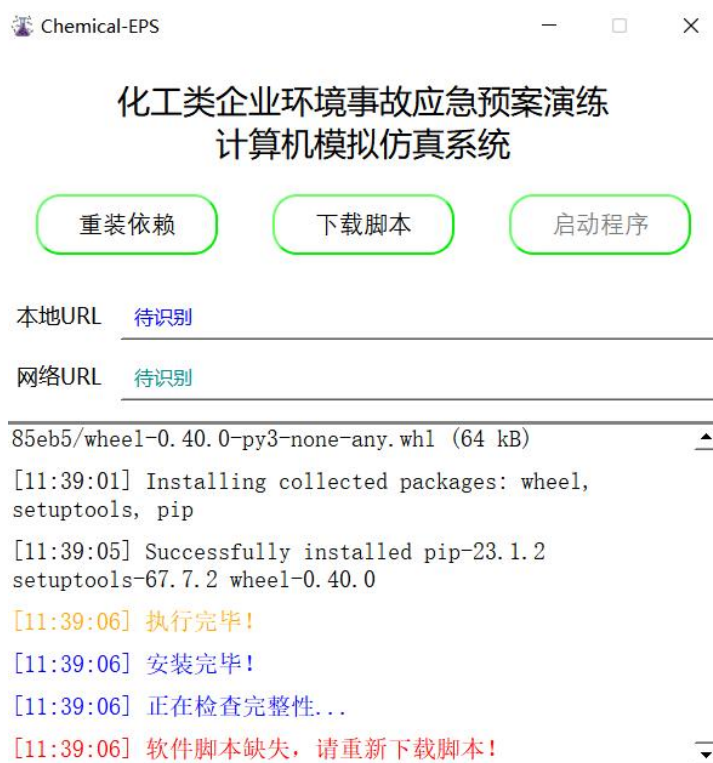 Chemical-EPS
化工类企业环境事故应急预案演练
计算机模拟仿真系统
重装依赖
下载脚本
启动程序
本地URL 待识别
网络URL 待识别
85eb5/wheel-0.40.0-py3-none-any.whl (64 kB)
[11:39:01] Installing collected packages: wheel,
setuptools, pip
[11:39:05] Successfully installed pip-23.1.2
setuptools-67.7.2 wheel-0.40.0
[11:39:06] 执行完毕!
[11:39:06] 安装完毕!
[11:39:06] 正在检查完整性...
[11:39:06] 软件脚本缺失，请重新下载脚本!